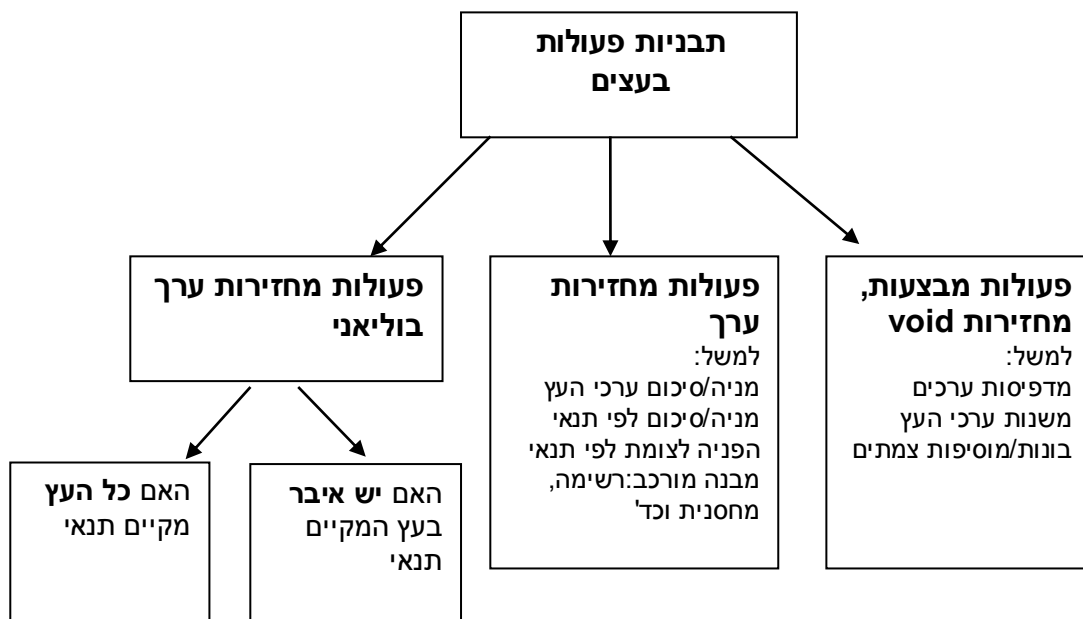 תבניות פעולות
בעצים
פעולות מבצעות,
מחזירות void
למשל:
מדפיסות ערכים
משנות ערכי העץ
בונות/מוסיפות צמתים
פעולות מחזירות
ערך
למשל:
מניה/סיכום ערכי העץ
מניה/סיכום לפי תנאי
הפניה לצומת לפי תנאי
מבנה מורכב:רשימה,
מחסנית וכד'
פעולות מחזירות ערך
בוליאני
האם יש איבר
בעץ המקיים
תנאי
האם כל העץ
מקיים תנאי